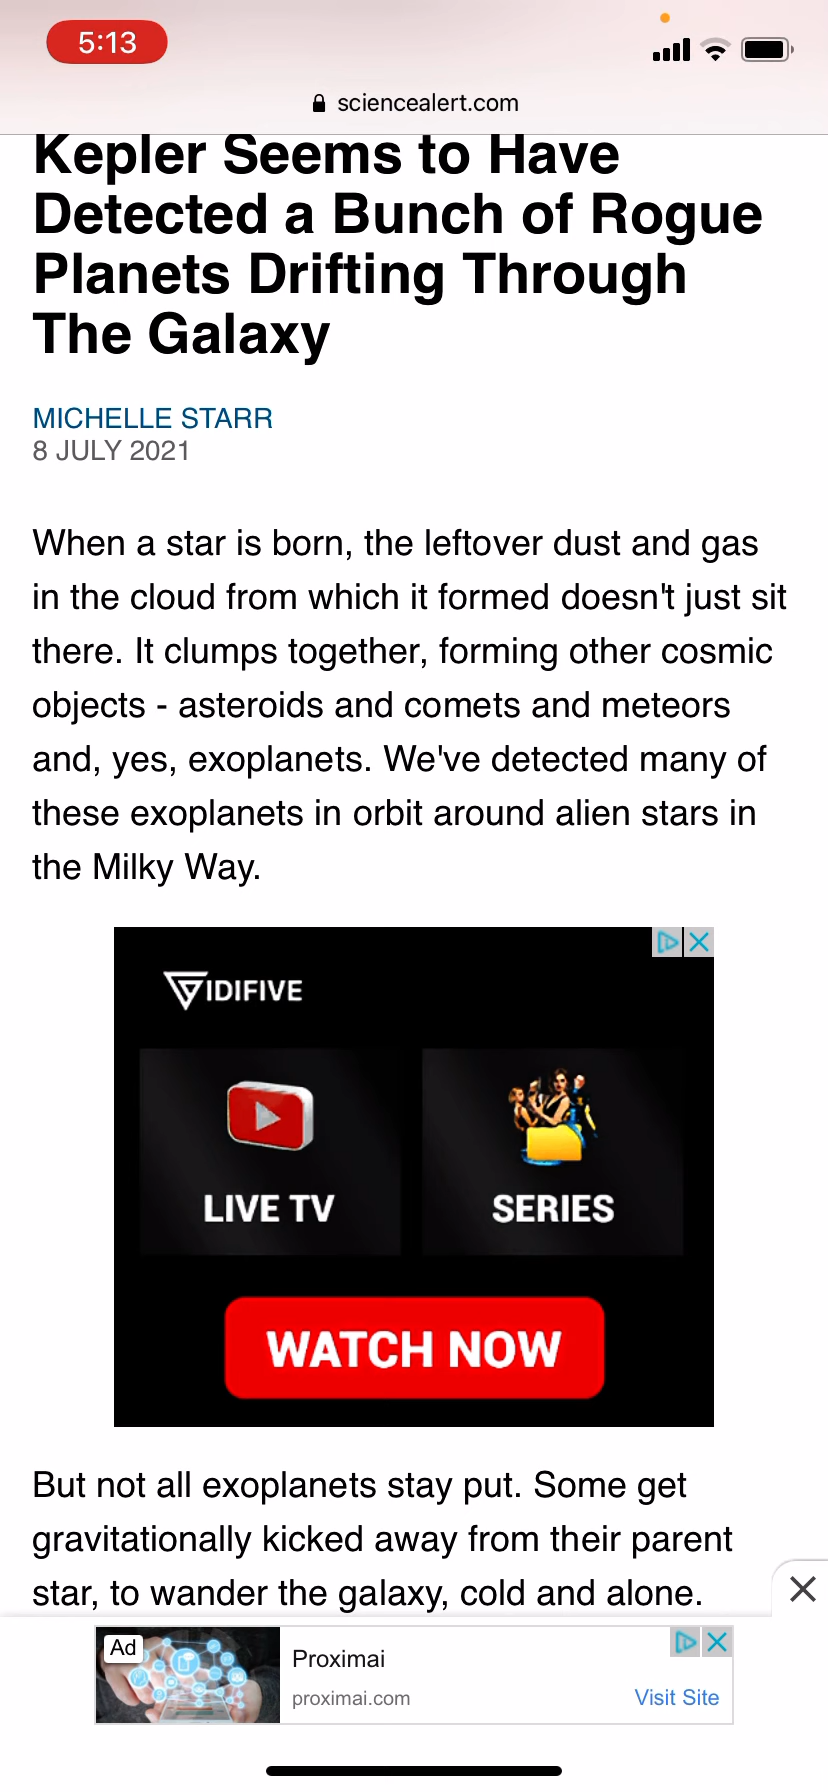 5:13
sciencealert.com
Kepler Seems to Have
Detected a Bunch of Rogue
Planets Drifting Through
The Galaxy
MICHELLE STARR
8 JULY 2021
When a star is born, the leftover dust and gas
in the cloud from which it formed doesn't just sit
there. It clumps together, forming other cosmic
objects - asteroids and comets and meteors
and, yes, exoplanets. We've detected many of
these exoplanets in orbit around alien stars in
the Milky Way.
VIDIFIVE
LIVE TV
SERIES
WATCH NOW
But not all exoplanets stay put. Some get
gravitationally kicked away from their parent
star, to wander the galaxy, cold and alone.
Ad
Proximai
proximai.com
Visit Site